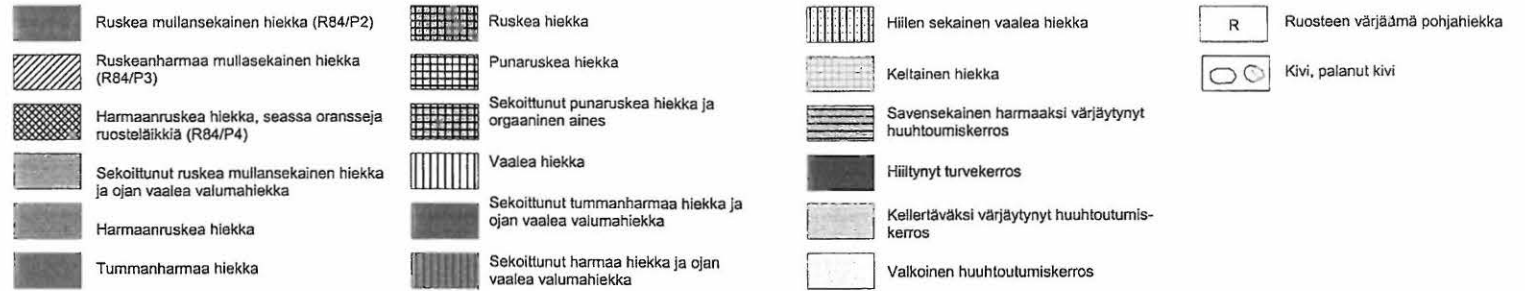 Ruskea mullansekainen hiekka (R84/P2)
Ruskeanharmaa mullasekainen hiekka
(R84/P3)
Harmaanruskea hiekka, seassa oransseja
ruosteläikkiä (R84/P4)
Sekoittunut ruskea mullansekainen hiekka
ja ojan vaalea valumahiekka
Harmaanruskea hiekka
Tummanharmaa hiekka
Ruskea hiekka
Punaruskea hiekka
Sekoittunut punaruskea hiekka ja
orgaaninen aines
Vaalea hiekka
Sekoittunut tummanharmaa hiekka ja
ojan vaalea valumahiekka
Sekoittunut harmaa hiekka ja ojan
vaalea valumahiekka
Hiilen sekainen vaalea hiekka
Keltainen hiekka
Savensekainen harmaaksi värjäytynyt
huuhtoumiskerros
Hiiltynyt turvekerros
Kellertäväksi värjäytynyt huuhtoutumis-
kerros
Valkoinen huuhtoutumiskerros
R
Ruosteen värjäämä pohjahiekka
Kivi, palanut kivi